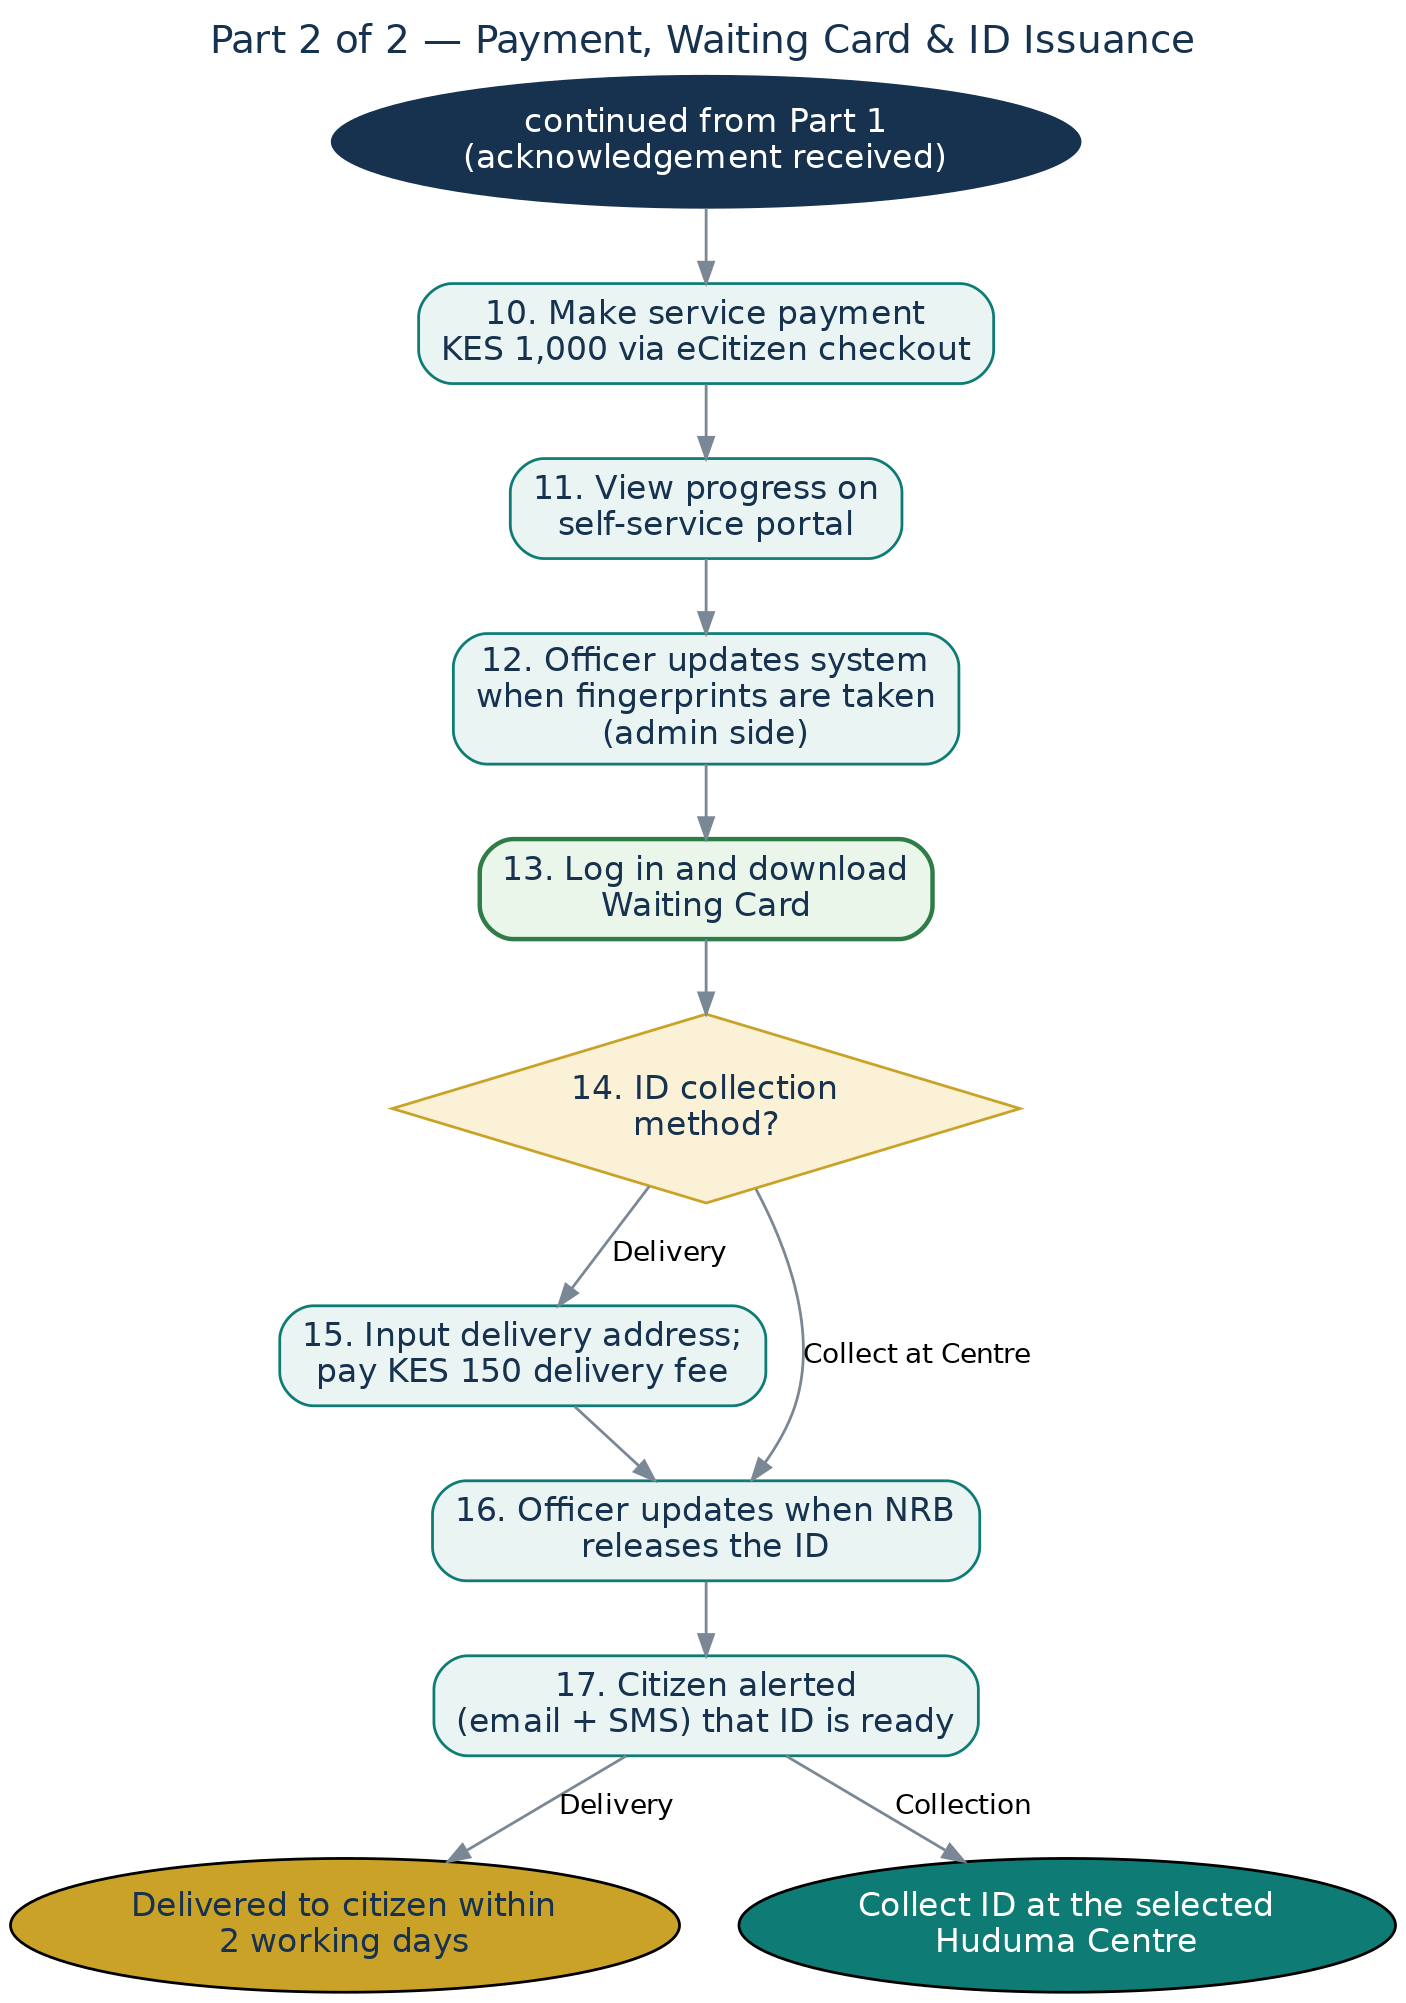 Part 2 of 2 — Payment, Waiting Card & ID Issuance
continued from Part 1
(acknowledgement received)
10. Make service payment
KES 1,000 via eCitizen checkout
11. View progress on
self-service portal
12. Officer updates system
when fingerprints are taken
(admin side)
13. Log in and download
Waiting Card
14. ID collection
method?
Delivery
15. Input delivery address;
pay KES 150 delivery fee
Collect at Centre
16. Officer updates when NRB
releases the ID
17. Citizen alerted
(email + SMS) that ID is ready
Delivery
Collection
Delivered to citizen within
2 working days
Collect ID at the selected
Huduma Centre